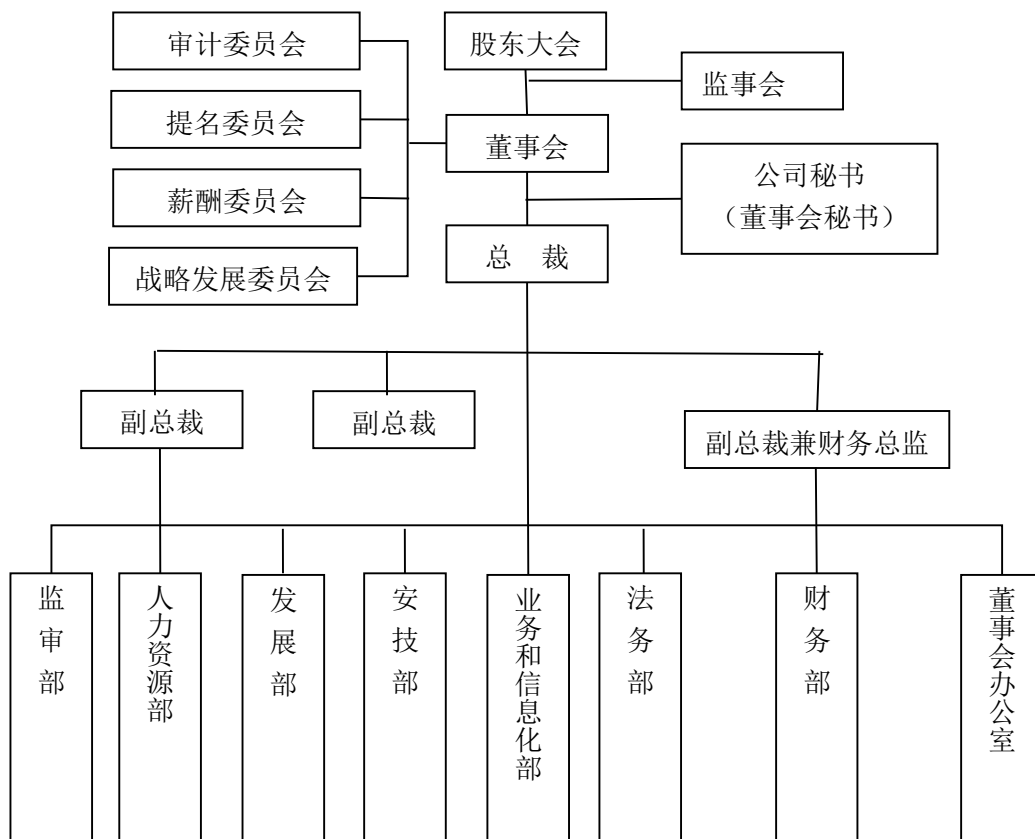 审计委员会
股东大会
监事会
提名委员会
董事会
公司秘书
（董事会秘书）
薪酬委员会
总 裁
战略发展委员会
副总裁
副总裁
副总裁兼财务总监
监审部
人力资源部
发展部
安技部
业务和信息化部
法务部
财务部
董事会办公室